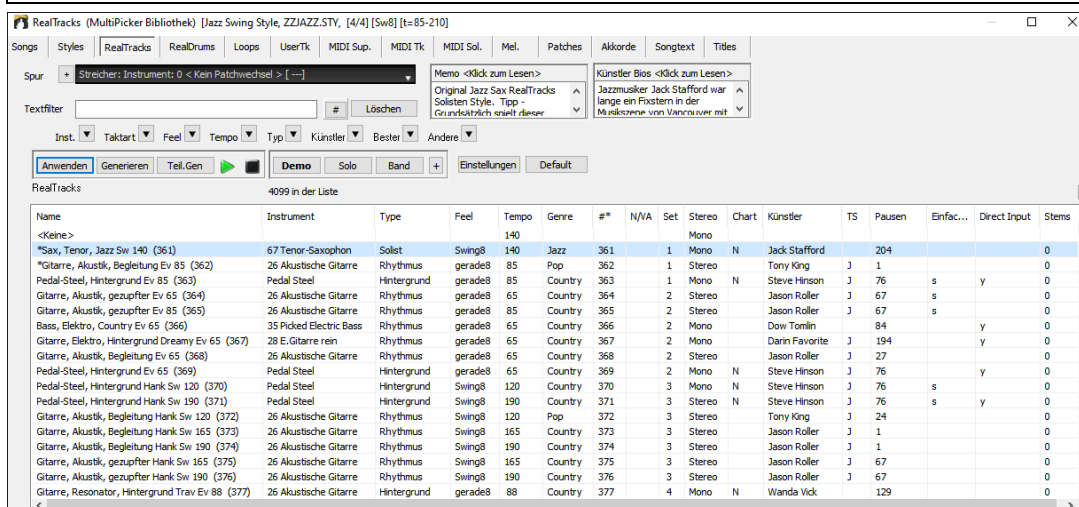 RealTracks (MultiPicker Bibliothek) [Jazz Swing Style, ZZJAZZ.STY, [4/4] [Sw8] [t=85-210]
Songs Styles RealTracks RealDrums Loops UserTk MIDI Sup. MIDI Tk MIDI Sol. Mel. Patches Akkorde Songtext Titles
Spur + Streicher: Instrument: 0 < Kein Patchwechsel > [ ---]
Memo <Klick zum Lesen>
Original Jazz Sax RealTracks
Solisten Style. Tipp -
Grundsätzlich spielt dieser
Künstler Bios <Klick zum Lesen>
Jazzmusiker Jack Stafford war
lange ein Fixstern in der
Musikszene von Vancouver mit
Textfilter # Löschen
Inst. Taktart Feel Tempo Typ Künstler Bester Andere
Anwenden Generieren Teil.Gen Demo Solo Band + Einstellungen Default
RealTracks 4099 in der Liste
Name Instrument Type Feel Tempo Genre #* N/VA Set Stereo Chart Künstler TS Pausen Einfac... Direct Input Stems
<Keine> 140 Mono
*Sax, Tenor, Jazz Sw 140 (361) 67 Tenor-Saxophon Solist Swing8 140 Jazz 361 1 Mono N Jack Stafford 204 0
*Gitarre, Akustik, Begleitung Ev 85 (362) 26 Akustische Gitarre Rhythmus gerade8 85 Pop 362 1 Stereo Tony King J 1 0
Pedal-Steel, Hintergrund Ev 85 (363) Pedal Steel Hintergrund gerade8 85 Country 363 1 Mono N Steve Hinson J 76 s y 0
Gitarre, Akustik, gezupfter Ev 65 (364) 26 Akustische Gitarre Rhythmus gerade8 65 Country 364 2 Stereo Jason Roller J 67 s 0
Gitarre, Akustik, gezupfter Ev 85 (365) 26 Akustische Gitarre Rhythmus gerade8 85 Country 365 2 Stereo Jason Roller J 67 s 0
Bass, Elektro, Country Ev 65 (366) 35 Picked Electric Bass Rhythmus gerade8 65 Country 366 2 Mono Dow Tomlin 84 y 0
Gitarre, Elektro, Hintergrund Dreamy Ev 65 (367) 28 E.Gitarre rein Hintergrund gerade8 65 Country 367 2 Mono Darin Favorite J 194 y 0
Gitarre, Akustik, Begleitung Ev 65 (368) 26 Akustische Gitarre Rhythmus gerade8 65 Country 368 2 Stereo Jason Roller J 27 0
Pedal-Steel, Hintergrund Ev 65 (369) Pedal Steel Hintergrund gerade8 65 Country 369 2 Mono N Steve Hinson J 76 y 0
Pedal-Steel, Hintergrund Hank Sw 120 (370) Pedal Steel Hintergrund Swing8 120 Country 370 3 Mono N Steve Hinson J 76 s 0
Pedal-Steel, Hintergrund Hank Sw 190 (371) Pedal Steel Hintergrund Swing8 190 Country 371 3 Mono N Steve Hinson J 76 s y 0
Gitarre, Akustik, Begleitung Hank Sw 120 (372) 26 Akustische Gitarre Rhythmus Swing8 120 Pop 372 3 Stereo Tony King J 24 0
Gitarre, Akustik, Begleitung Hank Sw 165 (373) 26 Akustische Gitarre Rhythmus Swing8 165 Country 373 3 Stereo Jason Roller J 1 0
Gitarre, Akustik, Begleitung Hank Sw 190 (374) 26 Akustische Gitarre Rhythmus Swing8 190 Country 374 3 Stereo Jason Roller J 1 0
Gitarre, Akustik, gezupfter Hank Sw 165 (375) 26 Akustische Gitarre Rhythmus Swing8 165 Country 375 3 Stereo Jason Roller J 67 0
Gitarre, Akustik, gezupfter Hank Sw 190 (376) 26 Akustische Gitarre Rhythmus Swing8 190 Country 376 3 Stereo Jason Roller J 67 0
Gitarre, Resonator, Hintergrund Trav Ev 88 (377) 26 Akustische Gitarre Hintergrund gerade8 88 Country 377 4 Mono N Wanda Vick 129 0